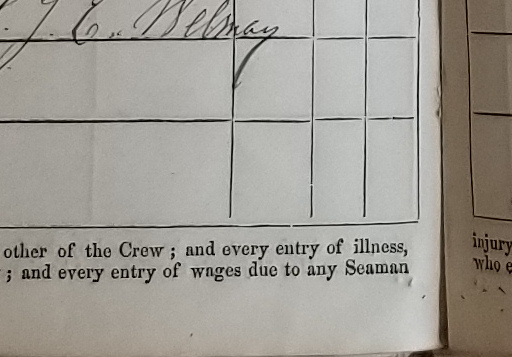 J. E. Welmay
other of the Crew ; and every entry of illness,
; and every entry of wages due to any Seaman
injury
who e